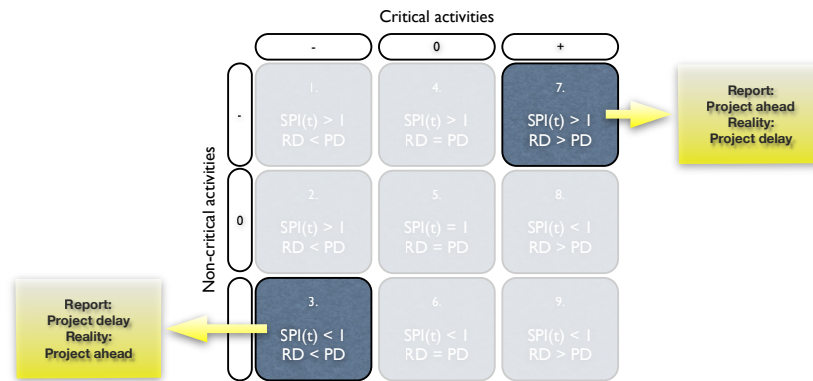 Critical activities
- 0 +
Non-critical activities
-
0
1.
SPI(t) > 1
RD < PD
4.
SPI(t) > 1
RD = PD
7.
SPI(t) > 1
RD > PD
Report:
Project ahead
Reality:
Project delay
2.
SPI(t) > 1
RD < PD
5.
SPI(t) = 1
RD = PD
8.
SPI(t) < 1
RD > PD
Report:
Project delay
Reality:
Project ahead
3.
SPI(t) < 1
RD < PD
6.
SPI(t) < 1
RD = PD
9.
SPI(t) < 1
RD > PD